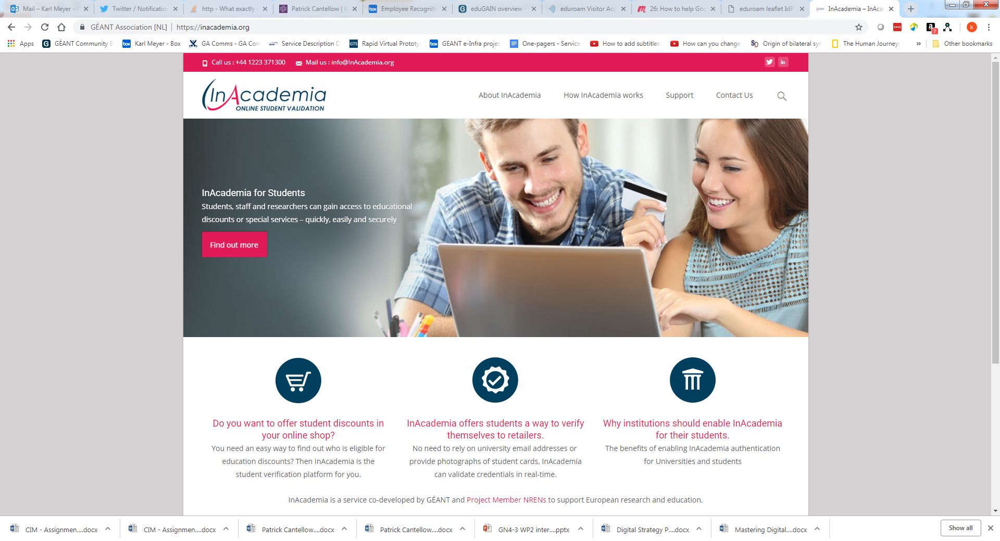 Mail – Karl Meyer -
Twitter / Notification
http - What exactly
Patrick Cantellow |
Employee Recogniti
eduGAIN overview –
eduroam Visitor Acc
26: How to help Goo
eduroam leaflet IdP
InAcademia – InAca
GÉANT Association [NL] | https://inacademia.org
7
k
Apps
GÉANT Community B
box Karl Meyer - Box
GA Comms - GA Com
Service Description D
GTS Rapid Virtual Prototy
box GEANT e-Infra projec
One-pagers - Service
How to add subtitles
How can you change
SD Origin of bilateral syn
The Human Journey:
» Other bookmarks
Call us : +44 1223 371300 Mail us : info@InAcademia.org
in
InAcademia
ONLINE STUDENT VALIDATION
About InAcademia How InAcademia works Support Contact Us
InAcademia for Students
Students, staff and researchers can gain access to educational
discounts or special services – quickly, easily and securely
Find out more
Do you want to offer student discounts in
your online shop?
You need an easy way to find out who is eligible for
education discounts? Then InAcademia is the
student verification platform for you.
InAcademia offers students a way to verify
themselves to retailers.
No need to rely on university email addresses or
provide photographs of student cards, InAcademia
can validate credentials in real-time.
Why institutions should enable InAcademia
for their students.
The benefits of enabling InAcademia authentication
for Universities and students
InAcademia is a service co-developed by GÉANT and Project Member NRENs to support European research and education.
CIM - Assignmen....docx
CIM - Assignmen....docx
Patrick Cantellow....docx
Patrick Cantellow....docx
GN4-3 WP2 inter....pptx
Digital Strategy P....docx
Mastering Digital....docx
Show all